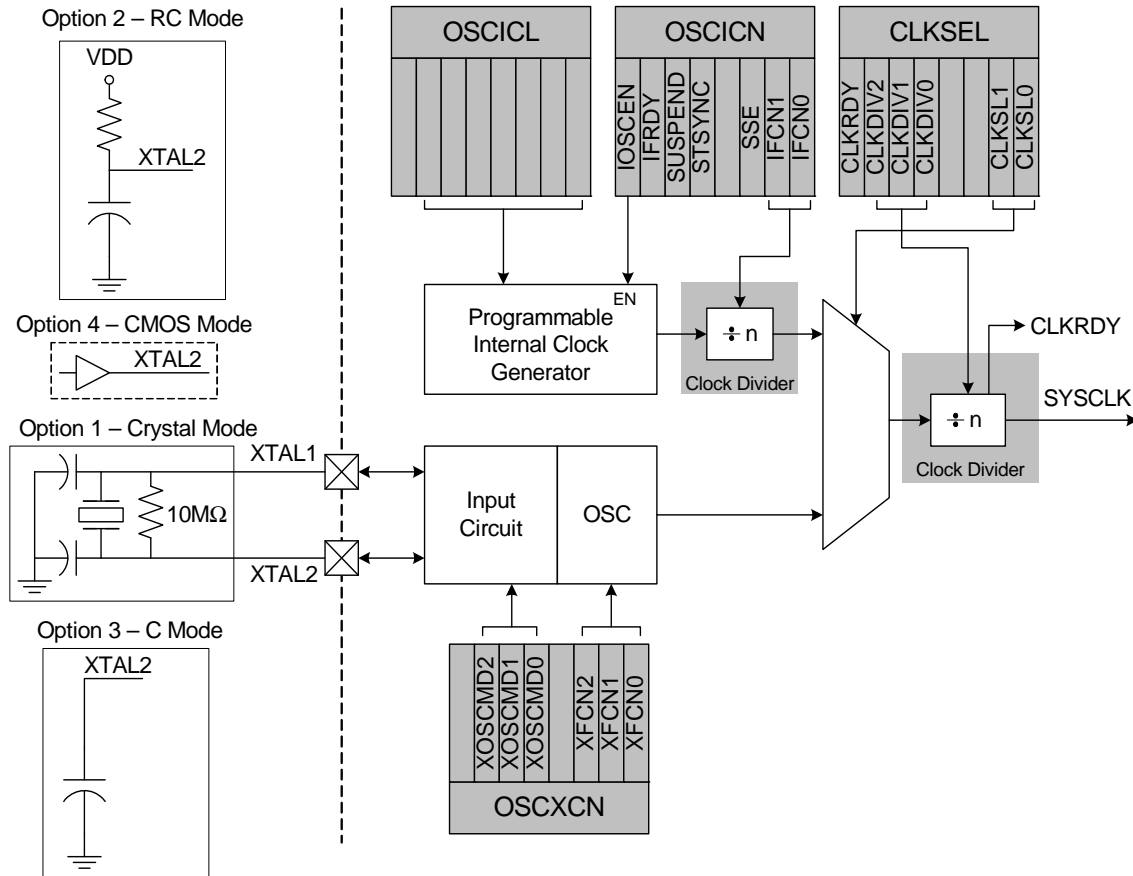 Option 2 – RC Mode
VDD
XTAL2
Option 4 – CMOS Mode
XTAL2
Option 1 – Crystal Mode
XTAL1
10MΩ
XTAL2
Option 3 – C Mode
XTAL2
OSCICL
OSCICN
IOSCEN
IFRDY
SUSPEND
STSYNC
SSE
IFCN1
IFCN0
CLKSEL
CLKRDY
CLKDIV2
CLKDIV1
CLKDIV0
CLKSL1
CLKSL0
EN
Programmable
Internal Clock
Generator
÷ n
Clock Divider
CLKRDY
SYSCLK
÷ n
Clock Divider
Input
Circuit
OSC
XOSCMD2
XOSCMD1
XOSCMD0
XFCN2
XFCN1
XFCN0
OSCXCN